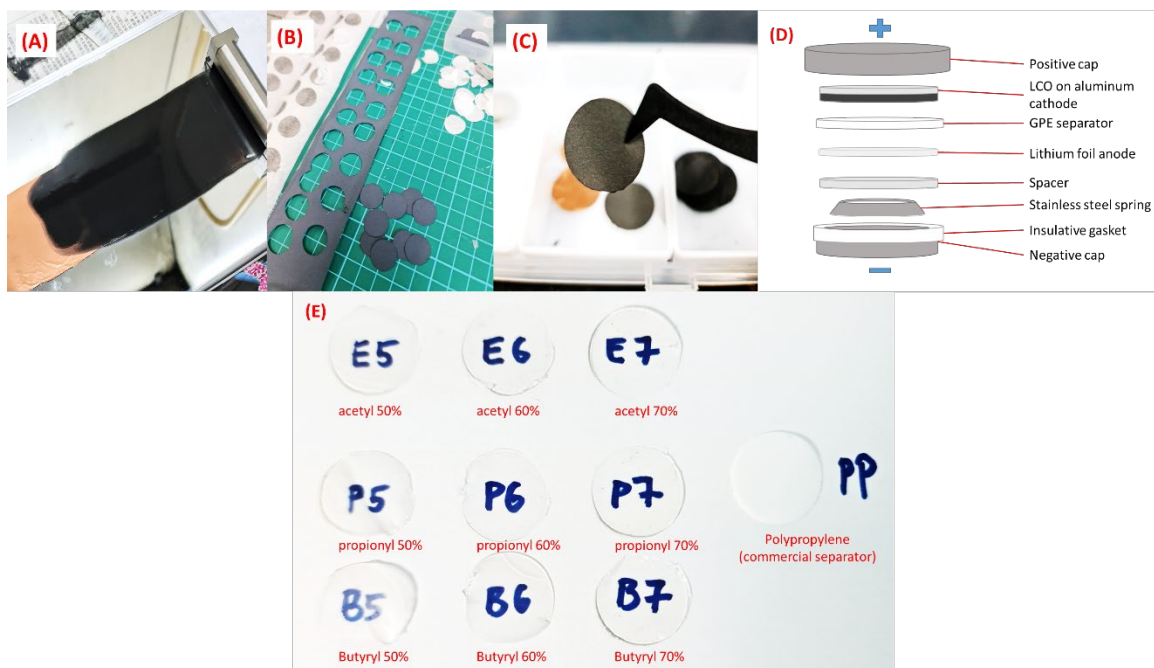 (A)
(B)
(C)
(D)
+
Positive cap
LCO on aluminum
cathode
GPE separator
Lithium foil anode
Spacer
Stainless steel spring
Insulative gasket
Negative cap
−
(E)
E5
E6
E7
acetyl 50%
acetyl 60%
acetyl 70%
P5
P6
P7
PP
propionyl 50%
propionyl 60%
propionyl 70%
Polypropylene
(commercial separator)
B5
B6
B7
Butyryl 50%
Butyryl 60%
Butyryl 70%